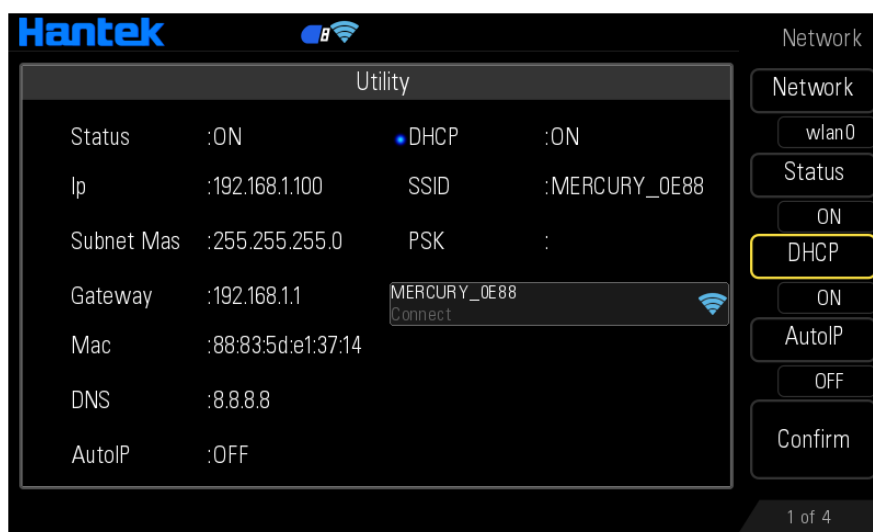 Hantek 8 Network
Utility
Status :ON DHCP :ON
Ip :192.168.1.100 SSID :MERCURY_0E88
Subnet Mas :255.255.255.0 PSK :
Gateway :192.168.1.1
MERCURY_0E88
Connect
Mac :88:83:5d:e1:37:14
DNS :8.8.8.8
AutoIP :OFF
Network
wlan0
Status
ON
DHCP
ON
AutoIP
OFF
Confirm
1 of 4